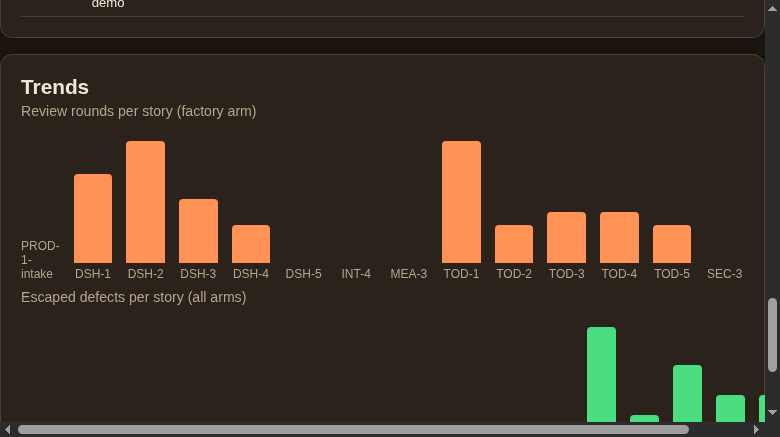 demo
Trends
Review rounds per story (factory arm)
PROD-
1-
intake
DSH-1
DSH-2
DSH-3
DSH-4
DSH-5
INT-4
MEA-3
TOD-1
TOD-2
TOD-3
TOD-4
TOD-5
SEC-3
Escaped defects per story (all arms)